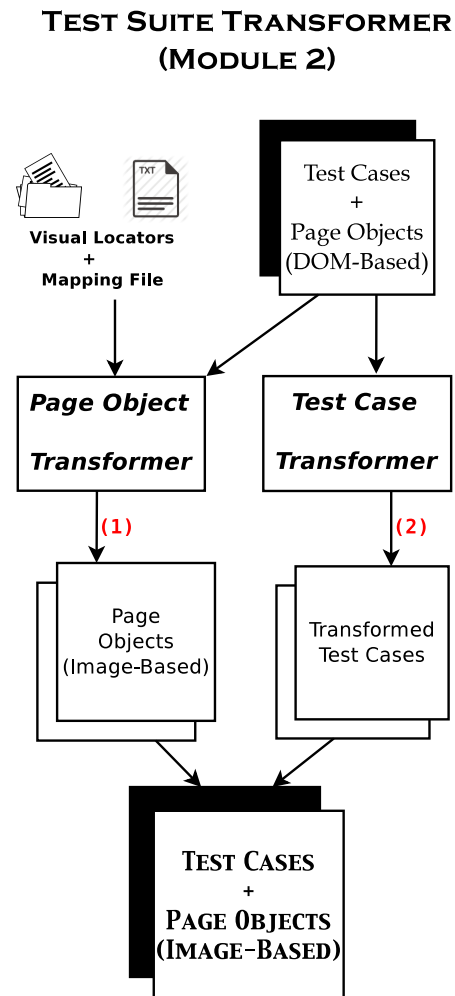 TEST SUITE TRANSFORMER
(MODULE 2)
TXT
Visual Locators
+
Mapping File
Test Cases
+
Page Objects
(DOM-Based)
Page Object
Transformer
Test Case
Transformer
(1)
(2)
Page
Objects
(Image-Based)
Transformed
Test Cases
TEST CASES
+
PAGE OBJECTS
(IMAGE-BASED)